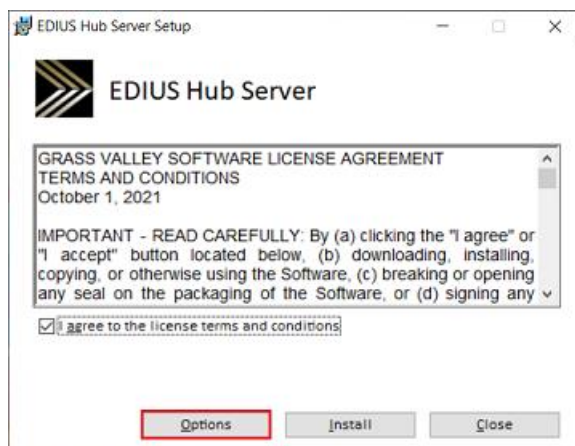 EDIUS Hub Server Setup
EDIUS Hub Server
GRASS VALLEY SOFTWARE LICENSE AGREEMENT
TERMS AND CONDITIONS
October 1, 2021
IMPORTANT - READ CAREFULLY: By (a) clicking the "I agree" or
"I accept" button located below, (b) downloading, installing,
copying, or otherwise using the Software, (c) breaking or opening
any seal on the packaging of the Software, or (d) signing any
I agree to the license terms and conditions
Options Install Close